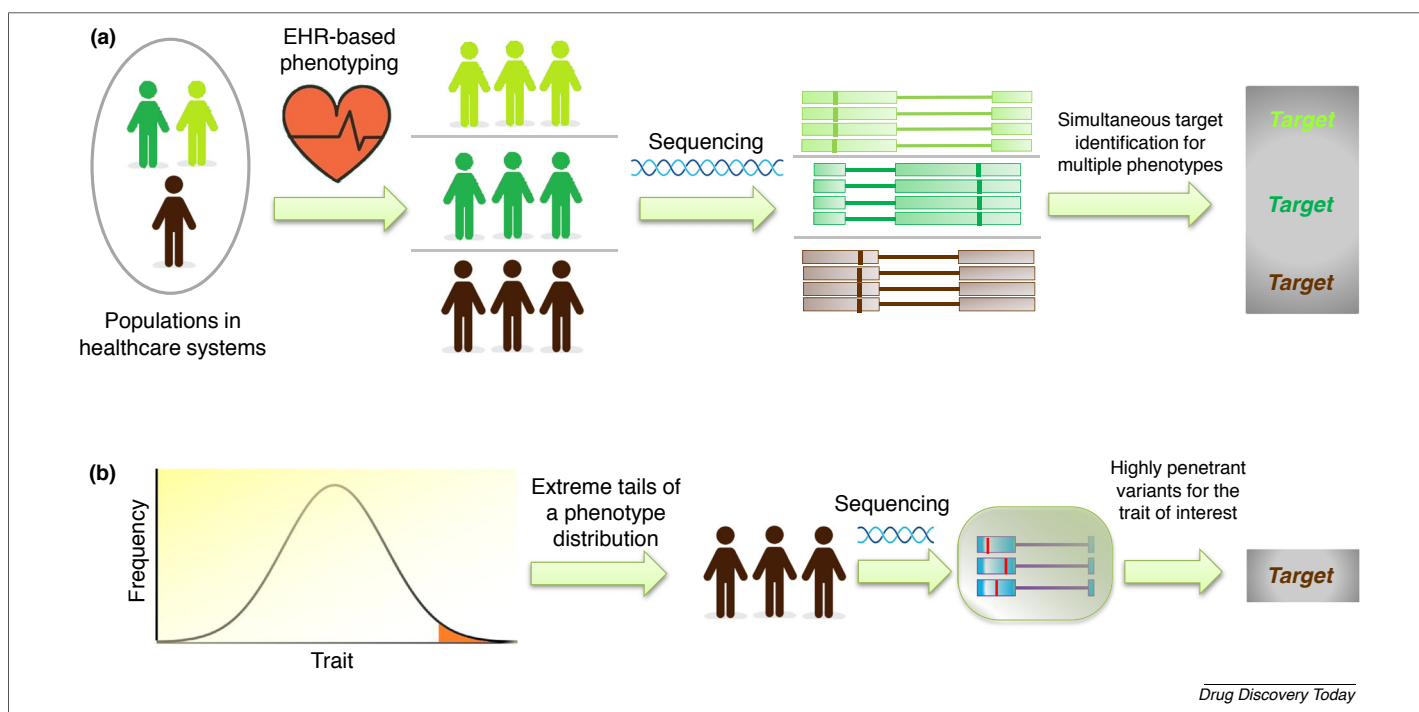 (a)
EHR-based
phenotyping
Populations in
healthcare systems
Sequencing
Simultaneous target
identification for
multiple phenotypes
Target
Target
Target
(b)
Frequency
Trait
Extreme tails of
a phenotype
distribution
Sequencing
Highly penetrant
variants for the
trait of interest
Target
Drug Discovery Today